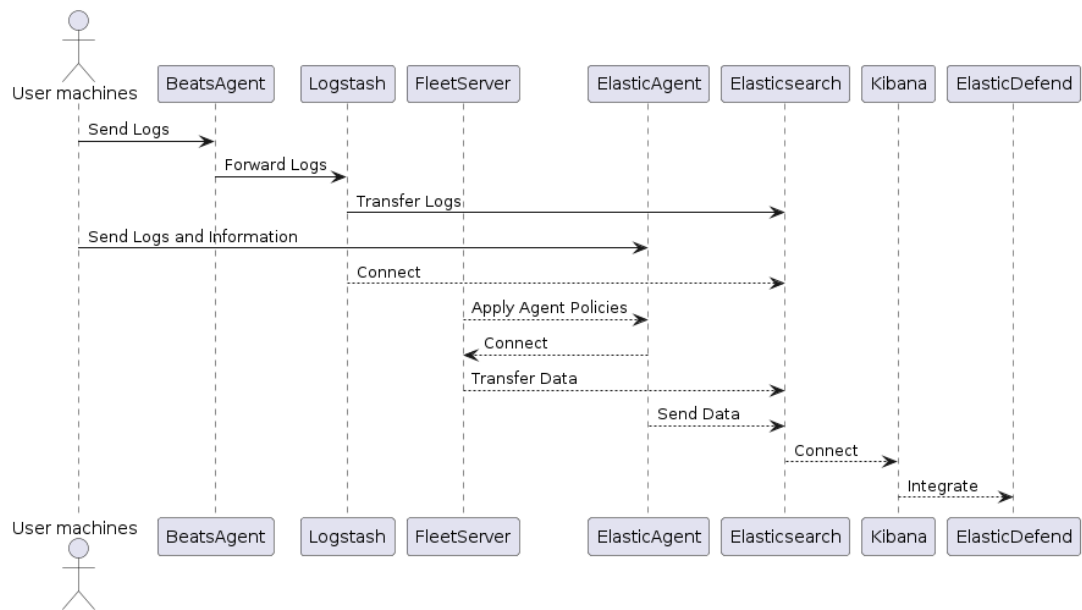 User machines
BeatsAgent
Logstash
FleetServer
ElasticAgent
Elasticsearch
Kibana
ElasticDefend
Send Logs
Forward Logs
Transfer Logs
Send Logs and Information
Connect
Apply Agent Policies
Connect
Transfer Data
Send Data
Connect
Integrate
User machines
BeatsAgent
Logstash
FleetServer
ElasticAgent
Elasticsearch
Kibana
ElasticDefend